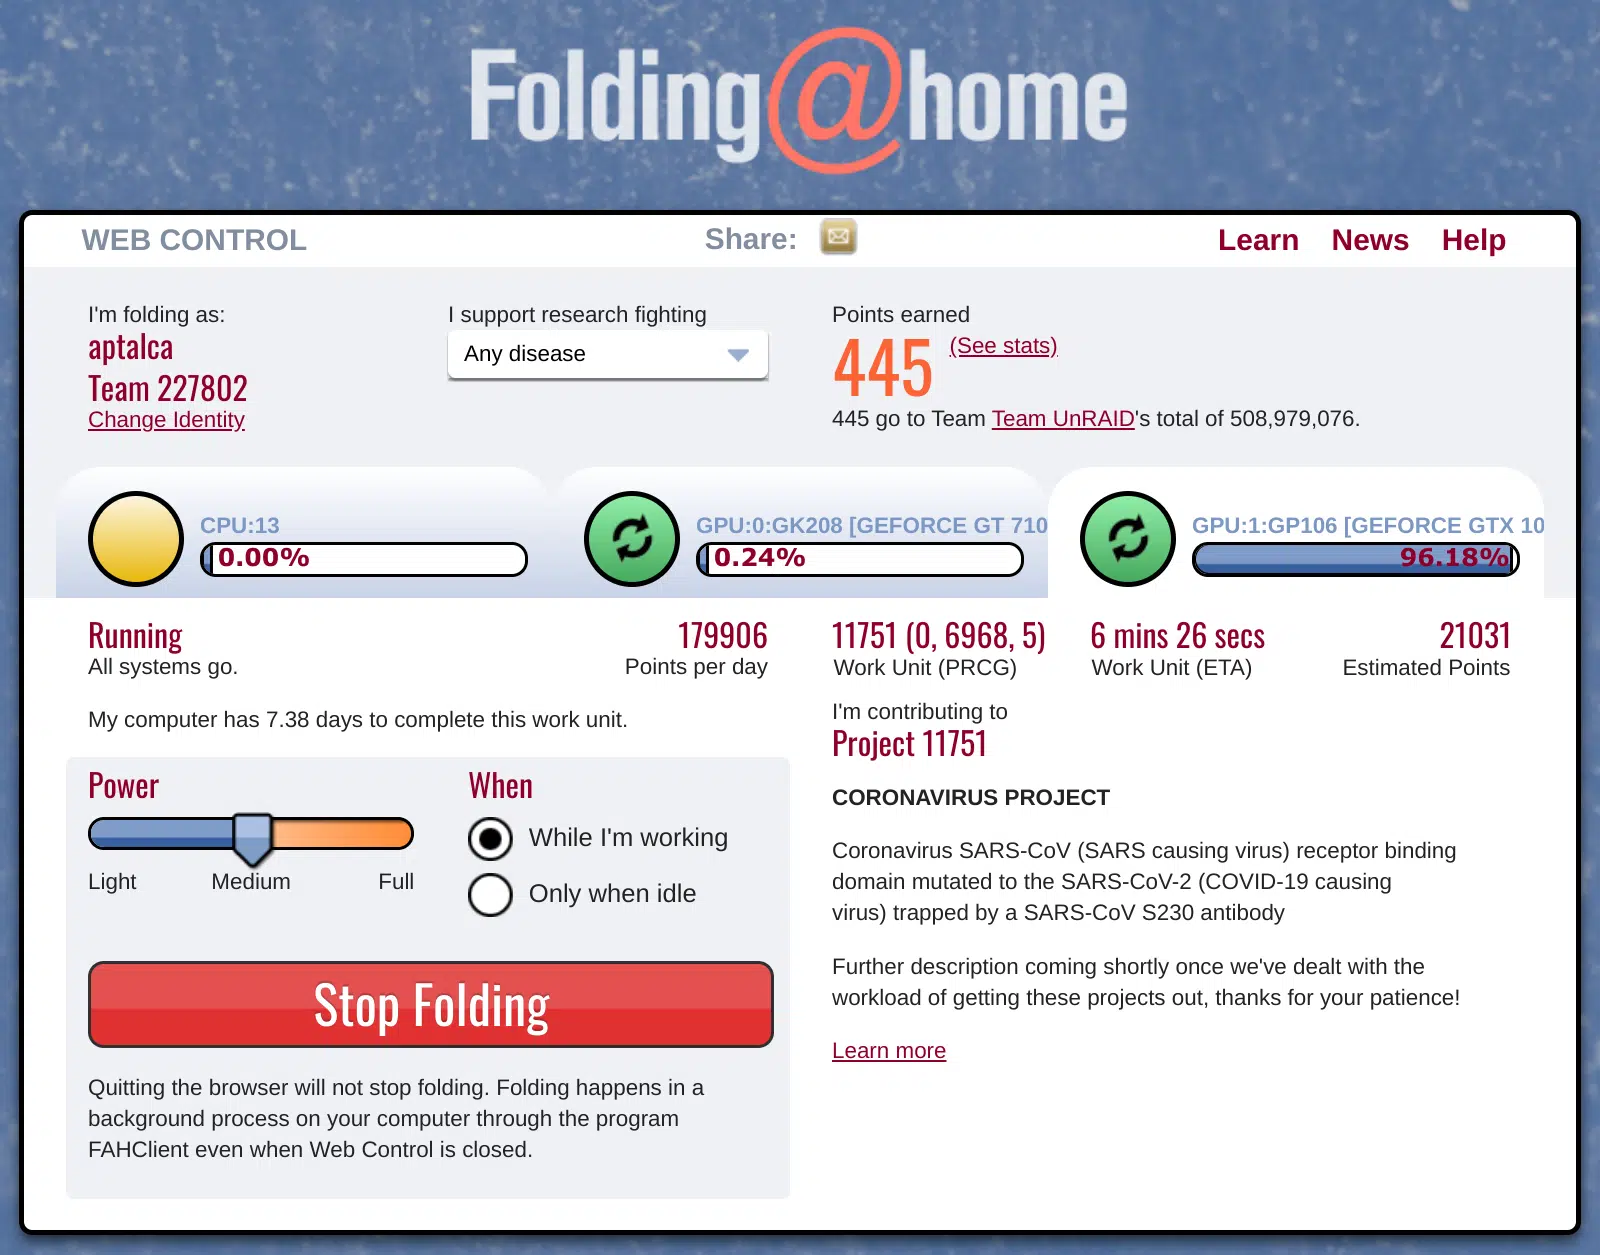 Folding@home
WEB CONTROL
Share:
Learn News Help
I'm folding as:
aptalca
Team 227802
Change Identity
I support research fighting
Any disease
Points earned
445 (See stats)
445 go to Team Team UnRAID's total of 508,979,076.
CPU:13
0.00%
GPU:0:GK208 [GEFORCE GT 710
0.24%
GPU:1:GP106 [GEFORCE GTX 10
96.18%
Running
All systems go.
179906
Points per day
My computer has 7.38 days to complete this work unit.
Power
Light Medium Full
When
While I'm working
Only when idle
Stop Folding
Quitting the browser will not stop folding. Folding happens in a
background process on your computer through the program
FAHClient even when Web Control is closed.
11751 (0, 6968, 5)
Work Unit (PRCG)
6 mins 26 secs
Work Unit (ETA)
21031
Estimated Points
I'm contributing to
Project 11751
CORONAVIRUS PROJECT
Coronavirus SARS-CoV (SARS causing virus) receptor binding
domain mutated to the SARS-CoV-2 (COVID-19 causing
virus) trapped by a SARS-CoV S230 antibody
Further description coming shortly once we've dealt with the
workload of getting these projects out, thanks for your patience!
Learn more